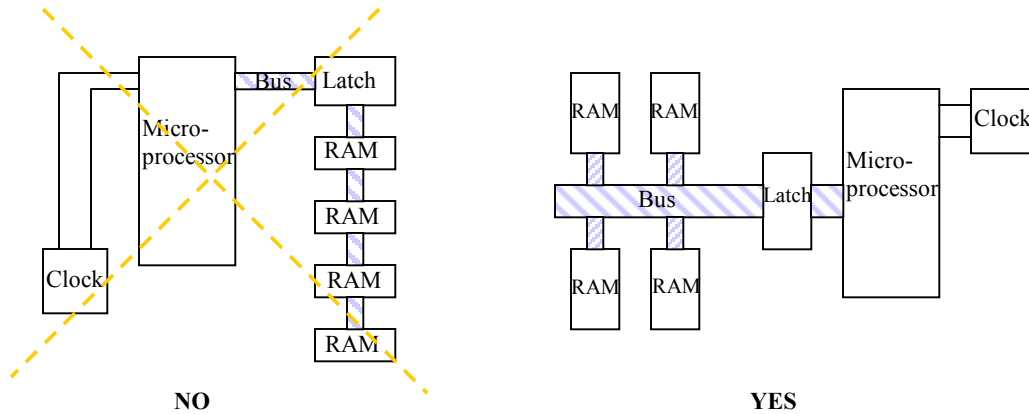 Bus
Latch
Micro-
processor
RAM
RAM
RAM
RAM
Clock
NO
RAM
RAM
Clock
Micro-
processor
Latch
Bus
RAM
RAM
YES